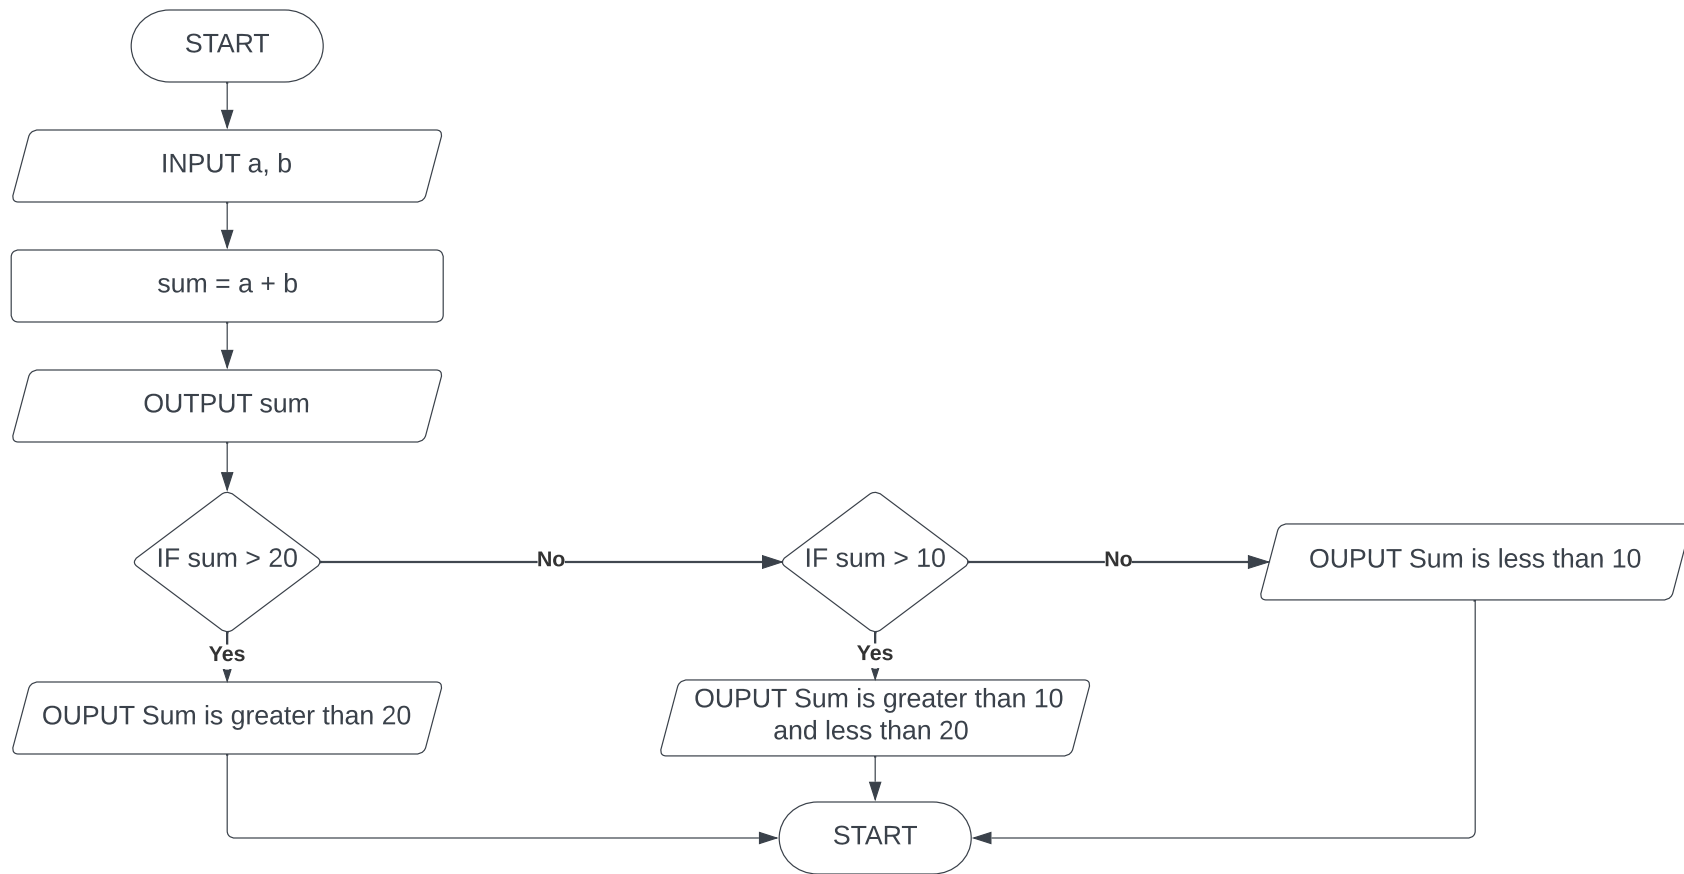 START
INPUT a, b
sum = a + b
OUTPUT sum
IF sum > 20
No
IF sum > 10
No
OUPUT Sum is less than 10
Yes
Yes
OUPUT Sum is greater than 20
OUPUT Sum is greater than 10
and less than 20
START